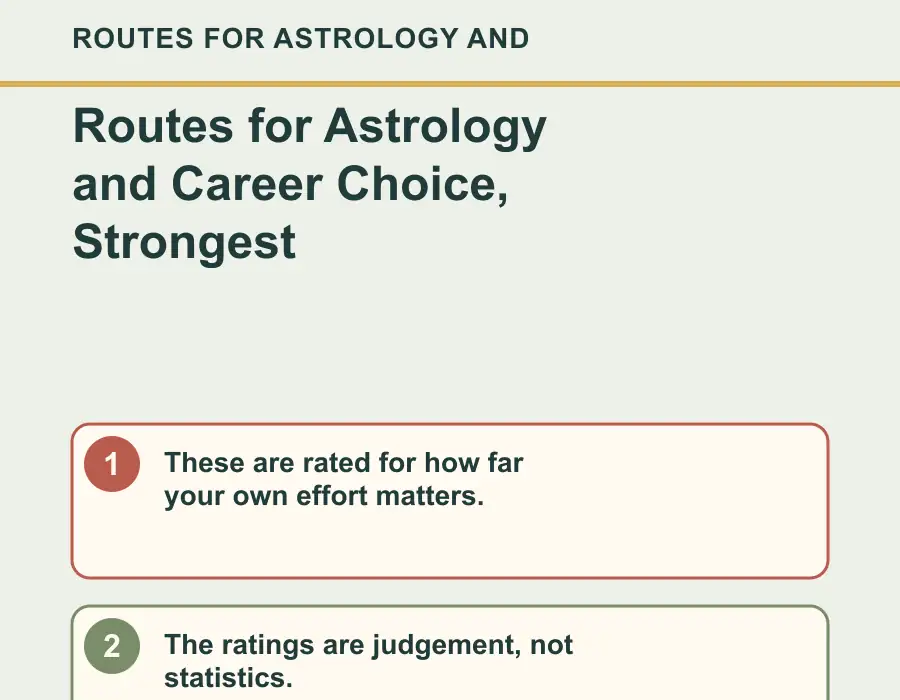 ROUTES FOR ASTROLOGY AND
Routes for Astrology
and Career Choice,
Strongest
1
These are rated for how far
your own effort matters.
2
The ratings are judgement, not
statistics.